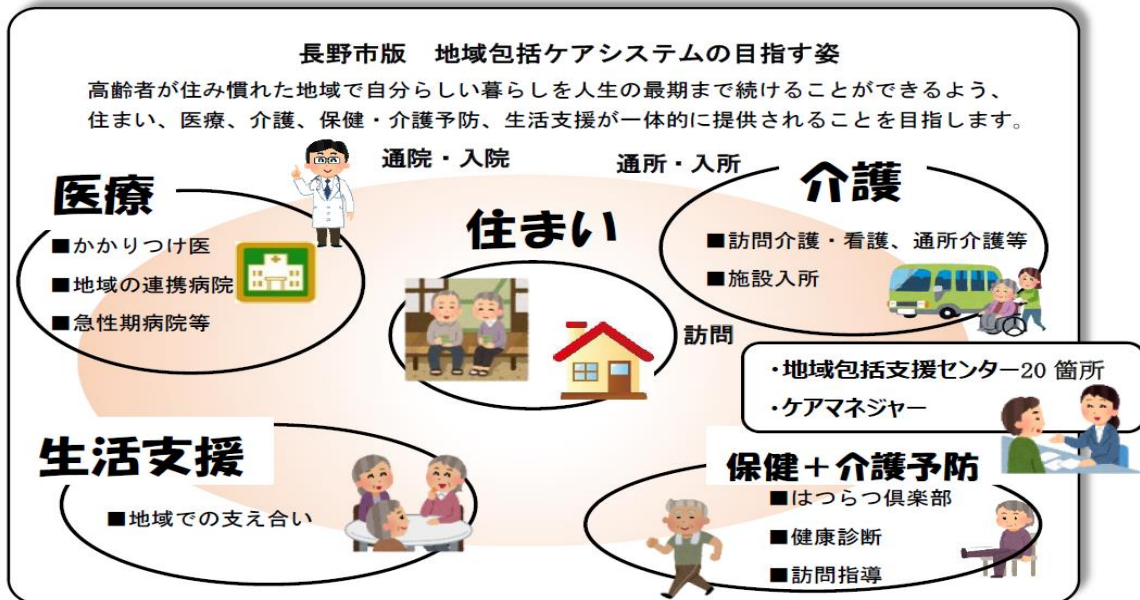 長野市版　地域包括ケアシステムの目指す姿
高齢者が住み慣れた地域で自分らしい暮らしを人生の最期まで続けることができるよう、
住まい、医療、介護、保健・介護予防、生活支援が一体的に提供されることを目指します。
通院・入院
通所・入所
医療
■かかりつけ医
■地域の連携病院
■急性期病院等
住まい
介護
■訪問介護・看護、通所介護等
■施設入所
訪問
・地域包括支援センター20 箇所
・ケアマネジャー
生活支援
■地域での支え合い
保健＋介護予防
■はつらつ倶楽部
■健康診断
■訪問指導